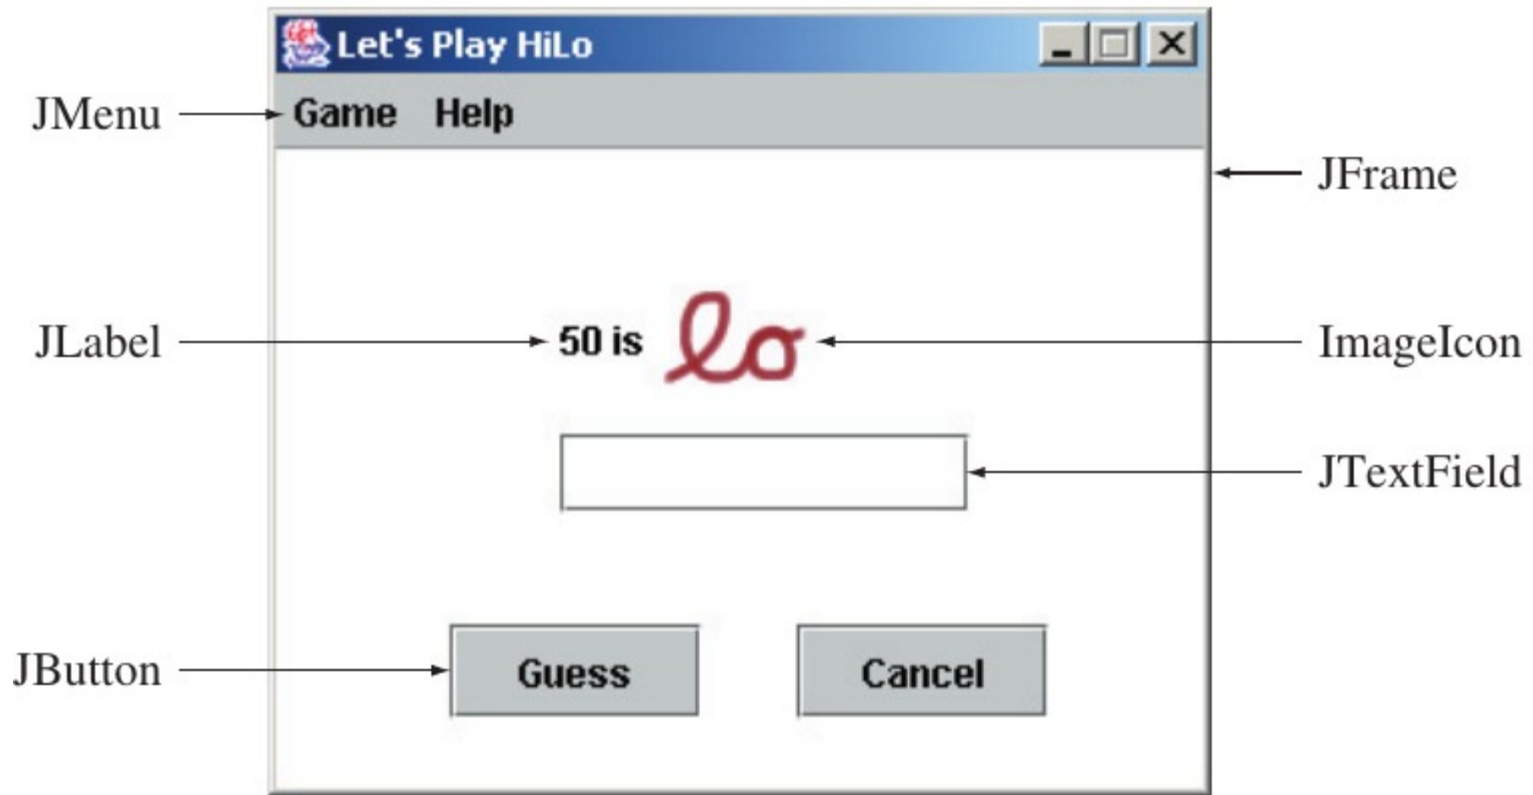 Let's Play HiLo
JMenu Game Help
JFrame
JLabel 50 is lo ImageIcon
JTextField
JButton Guess Cancel